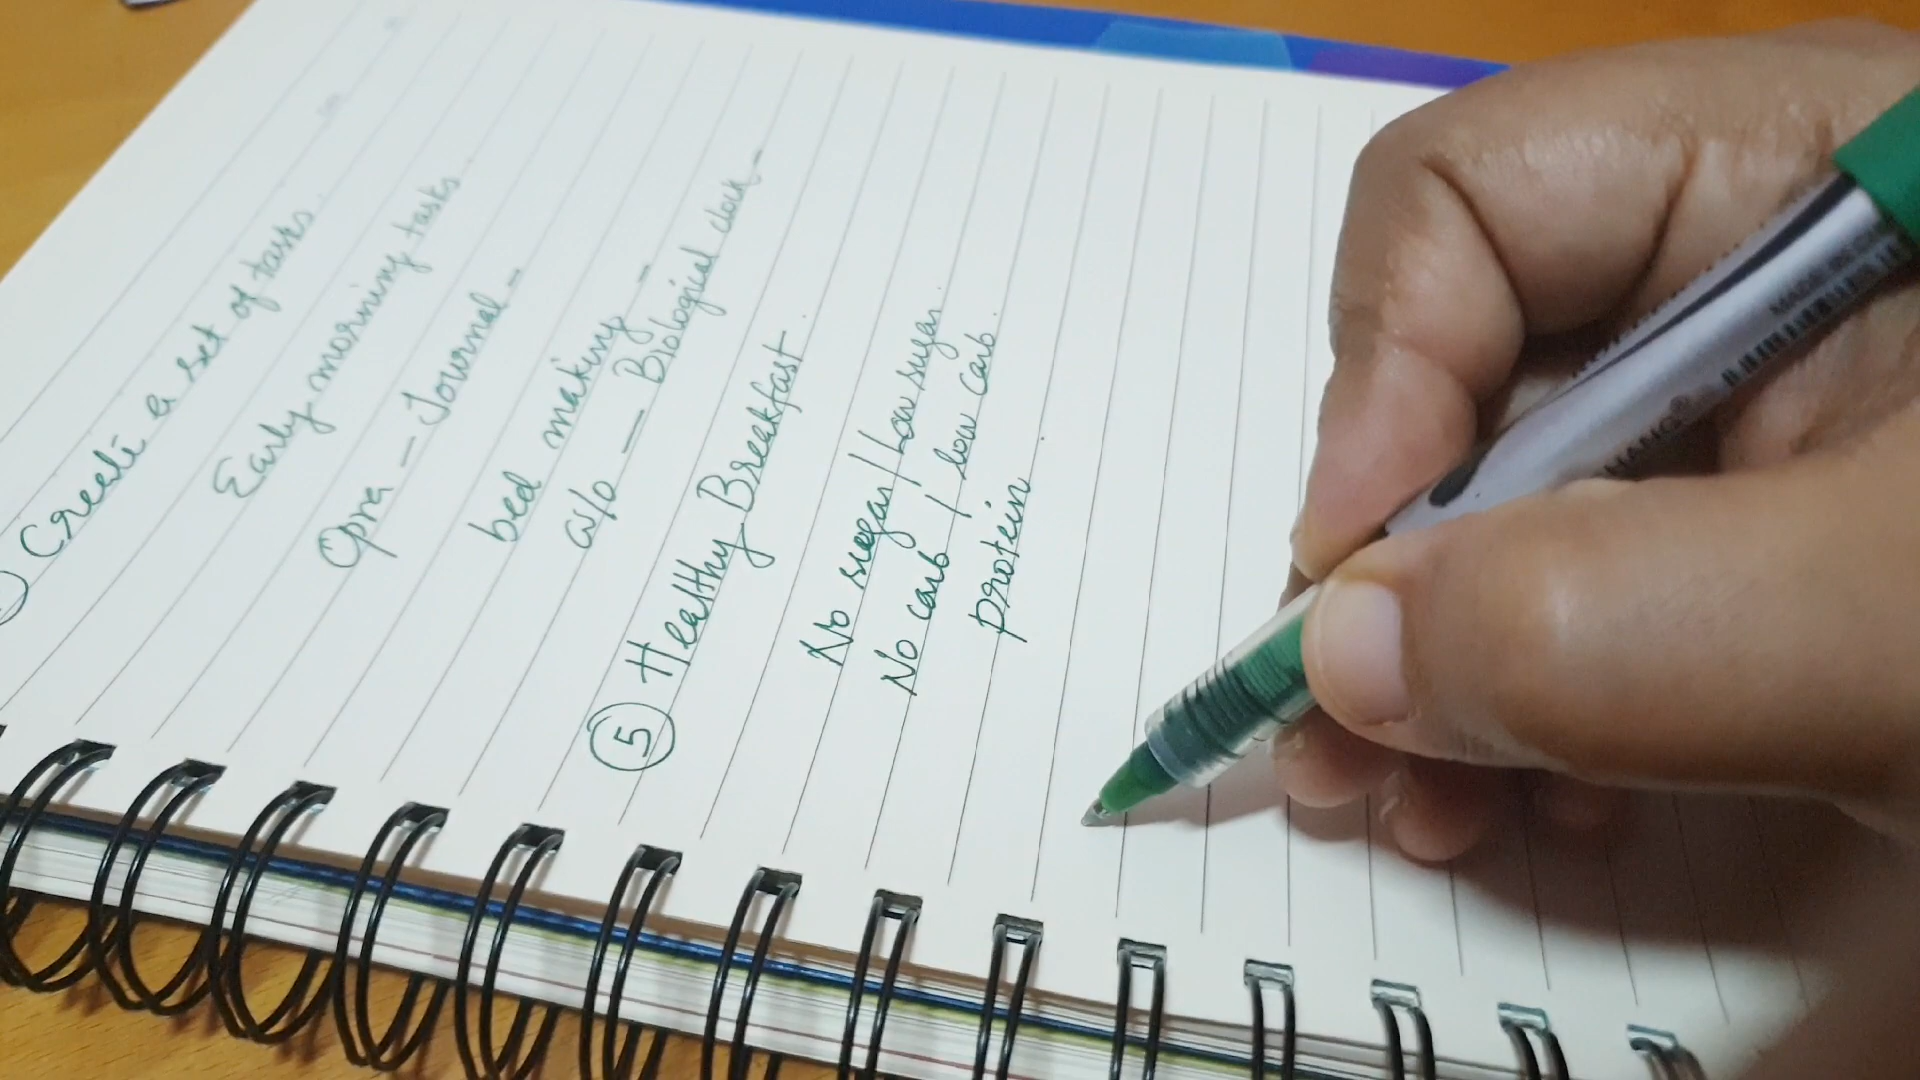 Create a set of tasks.
Early morning tasks.
Opra – Journal –
bed making –
a/o — Biological clock –
5 Healthy Breakfast.
No sugar / Low sugar.
No carb / low carb.
protein